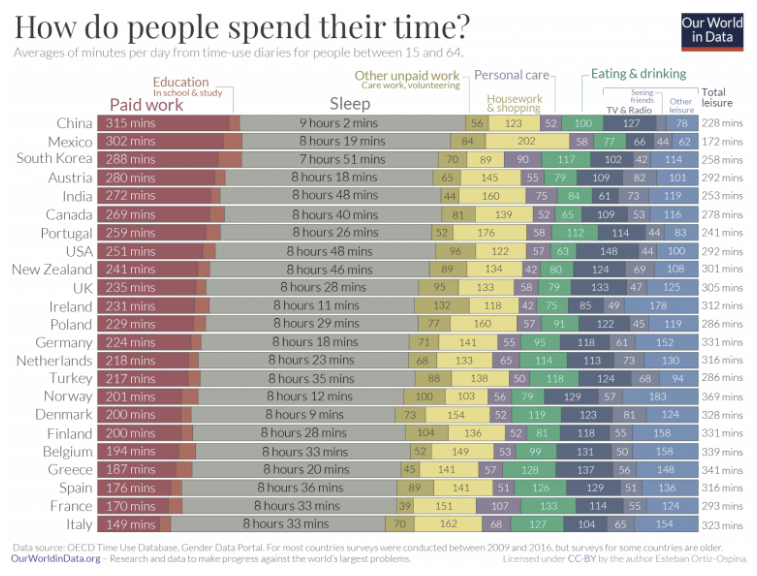 How do people spend their time?
Our World
in Data
Averages of minutes per day from time-use diaries for people between 15 and 64.
Education
In school & study
Paid work
Sleep
Other unpaid work
Care work, volunteering
Personal care
Housework
& shopping
Eating & drinking
Seeing
friends
TV & Radio
Other
leisure
Total
leisure
China 315 mins 9 hours 2 mins 56 123 52 100 127 78 228 mins
Mexico 302 mins 8 hours 19 mins 84 202 58 77 66 44 62 172 mins
South Korea 288 mins 7 hours 51 mins 70 89 90 117 102 42 114 258 mins
Austria 280 mins 8 hours 18 mins 65 145 55 79 109 82 101 292 mins
India 272 mins 8 hours 48 mins 44 160 75 84 61 73 119 253 mins
Canada 269 mins 8 hours 40 mins 81 139 52 65 109 53 116 278 mins
Portugal 259 mins 8 hours 26 mins 52 176 58 112 114 44 83 241 mins
USA 251 mins 8 hours 48 mins 96 122 57 63 148 44 100 292 mins
New Zealand 241 mins 8 hours 46 mins 89 134 42 80 124 69 108 301 mins
UK 235 mins 8 hours 28 mins 95 133 58 79 133 47 125 305 mins
Ireland 231 mins 8 hours 11 mins 132 118 42 75 85 49 178 312 mins
Poland 229 mins 8 hours 29 mins 77 160 57 91 122 45 119 286 mins
Germany 224 mins 8 hours 18 mins 71 141 55 95 118 61 152 331 mins
Netherlands 218 mins 8 hours 23 mins 68 133 65 114 113 73 130 316 mins
Turkey 217 mins 8 hours 35 mins 88 138 50 118 124 68 94 286 mins
Norway 201 mins 8 hours 12 mins 100 103 56 79 129 57 183 369 mins
Denmark 200 mins 8 hours 9 mins 73 154 52 119 123 81 124 328 mins
Finland 200 mins 8 hours 28 mins 104 136 52 81 118 55 158 331 mins
Belgium 194 mins 8 hours 33 mins 52 149 53 99 131 50 158 339 mins
Greece 187 mins 8 hours 20 mins 45 141 57 128 137 56 148 341 mins
Spain 176 mins 8 hours 36 mins 89 141 51 126 129 51 136 316 mins
France 170 mins 8 hours 33 mins 39 151 107 133 114 55 124 293 mins
Italy 149 mins 8 hours 33 mins 70 162 68 127 104 65 154 323 mins
Data source: OECD Time Use Database, Gender Data Portal. For most countries surveys were conducted between 2009 and 2016, but surveys for some countries are older.
OurWorldinData.org – Research and data to make progress against the world's largest problems. Licensed under CC-BY by the author Esteban Ortiz-Ospina.